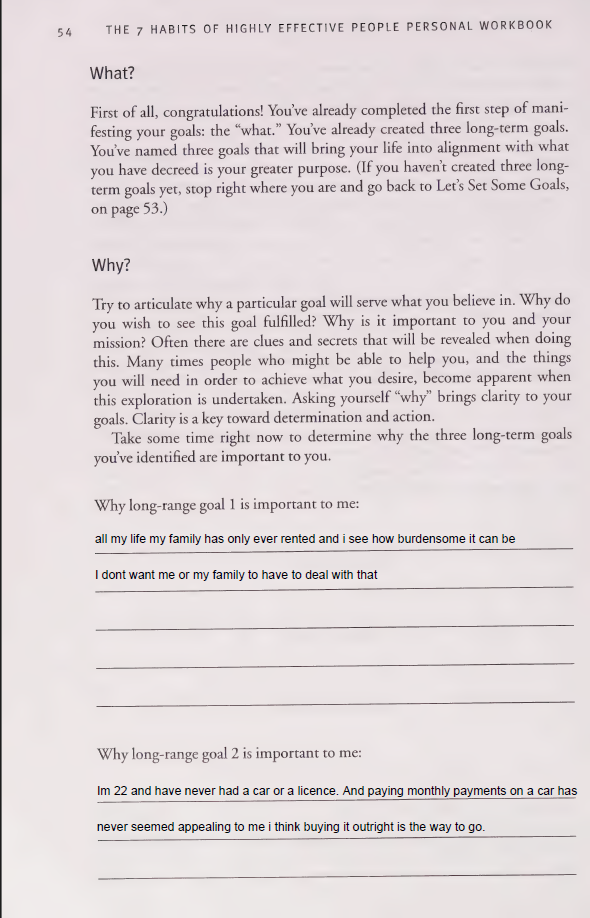 54 THE 7 HABITS OF HIGHLY EFFECTIVE PEOPLE PERSONAL WORKBOOK
What?
First of all, congratulations! You've already completed the first step of mani-
festing your goals: the “what.” You've already created three long-term goals.
You've named three goals that will bring your life into alignment with what
you have decreed is your greater purpose. (If you haven't created three long-
term goals yet, stop right where you are and go back to Let's Set Some Goals,
on page 53.)
Why?
Try to articulate why a particular goal will serve what you believe in. Why do
you wish to see this goal fulfilled? Why is it important to you and your
mission? Often there are clues and secrets that will be revealed when doing
this. Many times people who might be able to help you, and the things
you will need in order to achieve what you desire, become apparent when
this exploration is undertaken. Asking yourself “why” brings clarity to your
goals. Clarity is a key toward determination and action.
Take some time right now to determine why the three long-term goals
you've identified are important to you.
Why long-range goal 1 is important to me:
all my life my family has only ever rented and i see how burdensome it can be
I dont want me or my family to have to deal with that
Why long-range goal 2 is important to me:
Im 22 and have never had a car or a licence. And paying monthly payments on a car has
never seemed appealing to me i think buying it outright is the way to go.